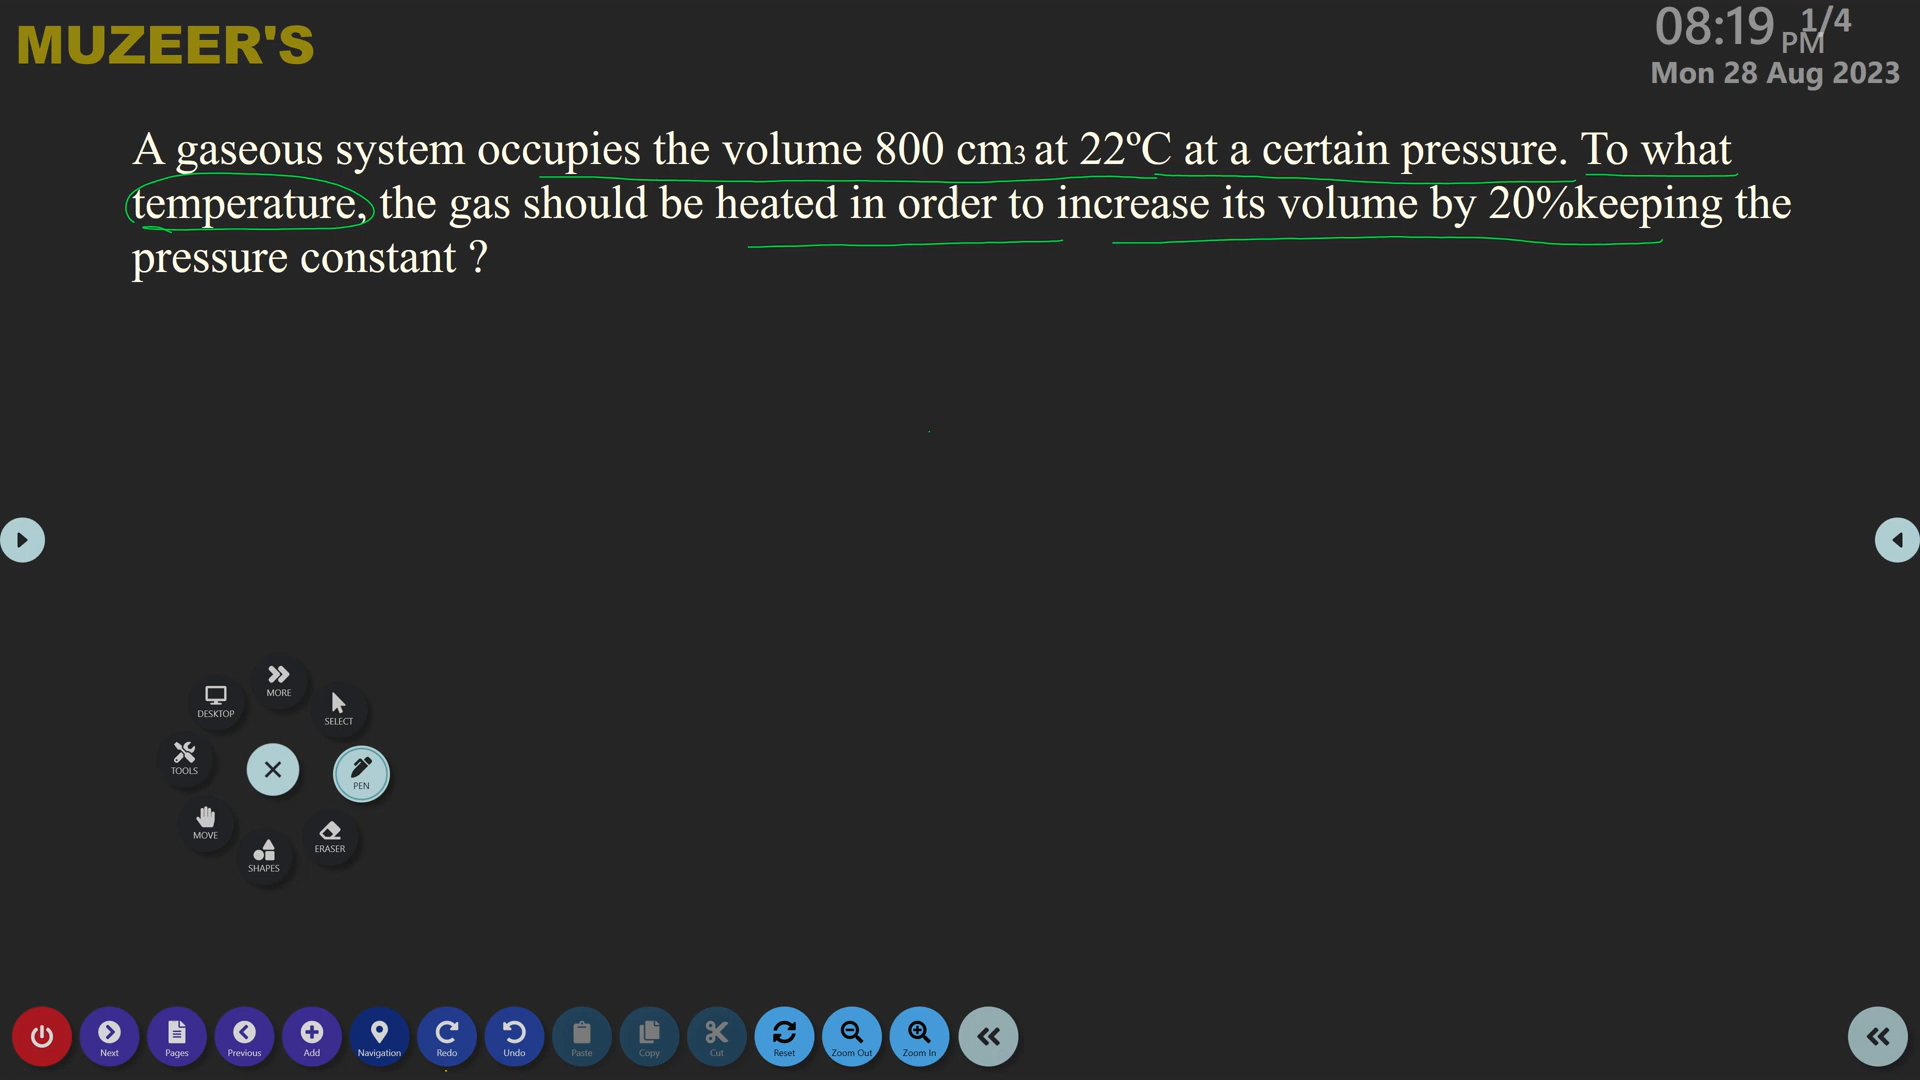 MUZEER'S
08:19 PM 1/4
Mon 28 Aug 2023
A gaseous system occupies the volume 800 cm3 at 22ºC at a certain pressure. To what
temperature, the gas should be heated in order to increase its volume by 20%keeping the
pressure constant ?
MORE
DESKTOP
SELECT
TOOLS
PEN
MOVE
ERASER
SHAPES
Next Pages Previous Add Navigation Redo Undo Paste Copy Cut Reset Zoom Out Zoom In